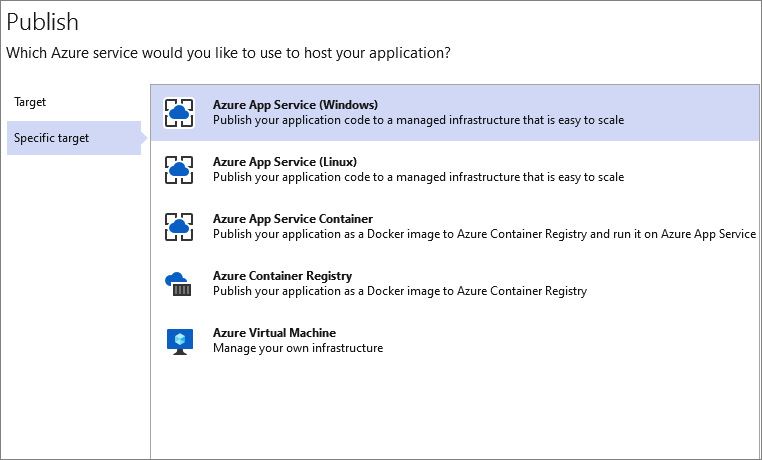 Publish
Which Azure service would you like to use to host your application?
Target
Specific target
Azure App Service (Windows)
Publish your application code to a managed infrastructure that is easy to scale
Azure App Service (Linux)
Publish your application code to a managed infrastructure that is easy to scale
Azure App Service Container
Publish your application as a Docker image to Azure Container Registry and run it on Azure App Service
Azure Container Registry
Publish your application as a Docker image to Azure Container Registry
Azure Virtual Machine
Manage your own infrastructure